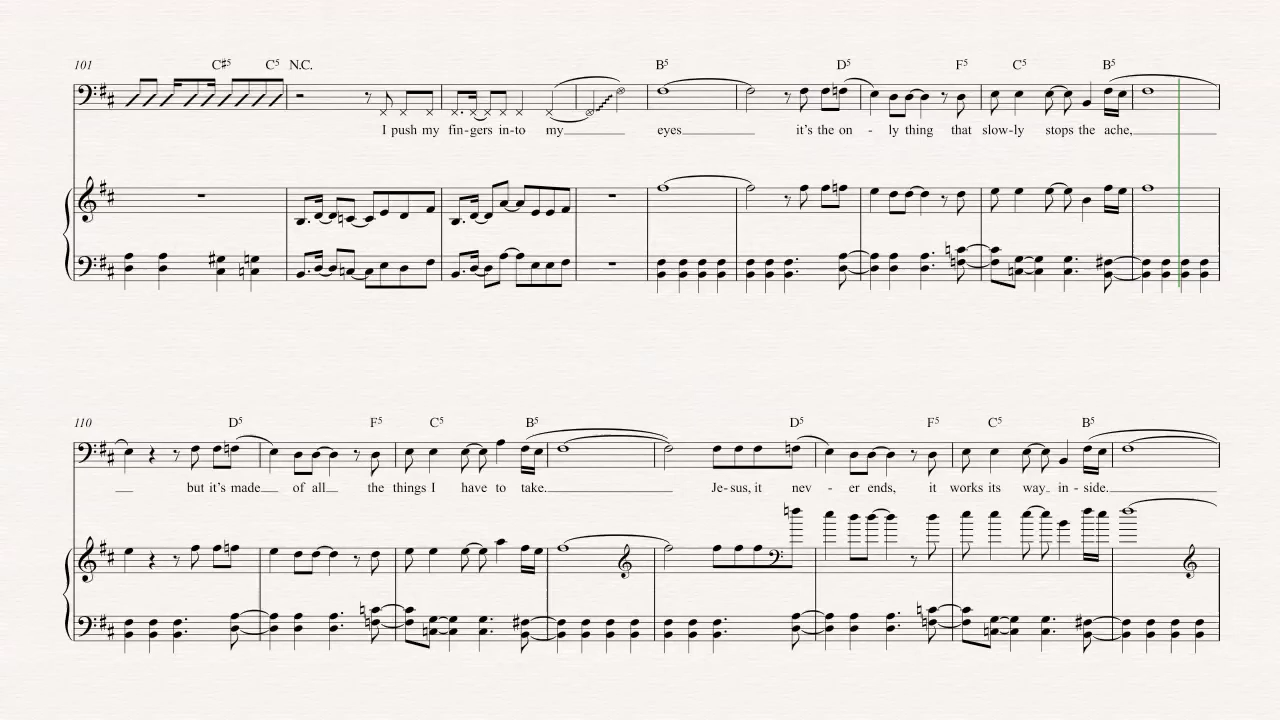 101 C♯5 C5 N.C. B5 D5 F5 C5 B5
I push my fin-gers in-to my eyes it's the on - ly thing that slow-ly stops the ache,
110 D5 F5 C5 B5 D5 F5 C5 B5
but it's made of all the things I have to take. Je-sus, it nev - er ends, it works its way in - side.